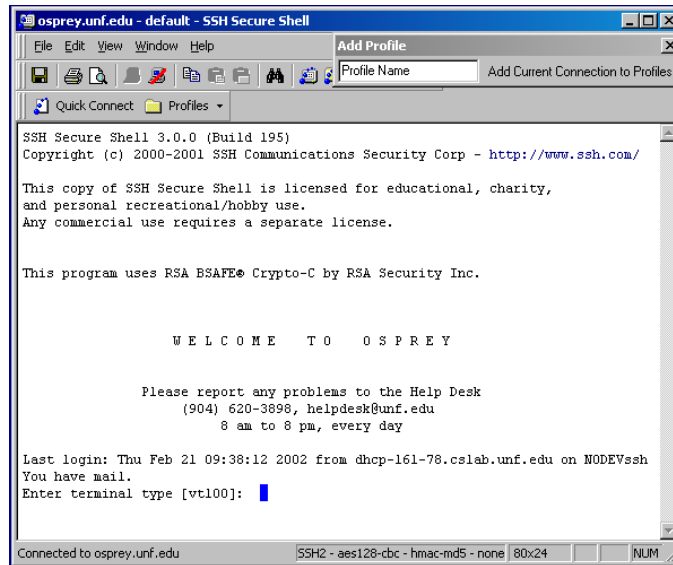 osprey.unf.edu - default - SSH Secure Shell
File Edit View Window Help
Add Profile
Profile Name
Add Current Connection to Profiles
Quick Connect Profiles
SSH Secure Shell 3.0.0 (Build 195)
Copyright (c) 2000-2001 SSH Communications Security Corp - http://www.ssh.com/
This copy of SSH Secure Shell is licensed for educational, charity,
and personal recreational/hobby use.
Any commercial use requires a separate license.
This program uses RSA BSAFE® Crypto-C by RSA Security Inc.
W E L C O M E T O O S P R E Y
Please report any problems to the Help Desk
(904) 620-3898, helpdesk@unf.edu
8 am to 8 pm, every day
Last login: Thu Feb 21 09:38:12 2002 from dhcp-161-78.cslab.unf.edu on NODEVssh
You have mail.
Enter terminal type [vt100]:
Connected to osprey.unf.edu
SSH2 - aes128-cbc - hmac-md5 - none
80x24
NUM